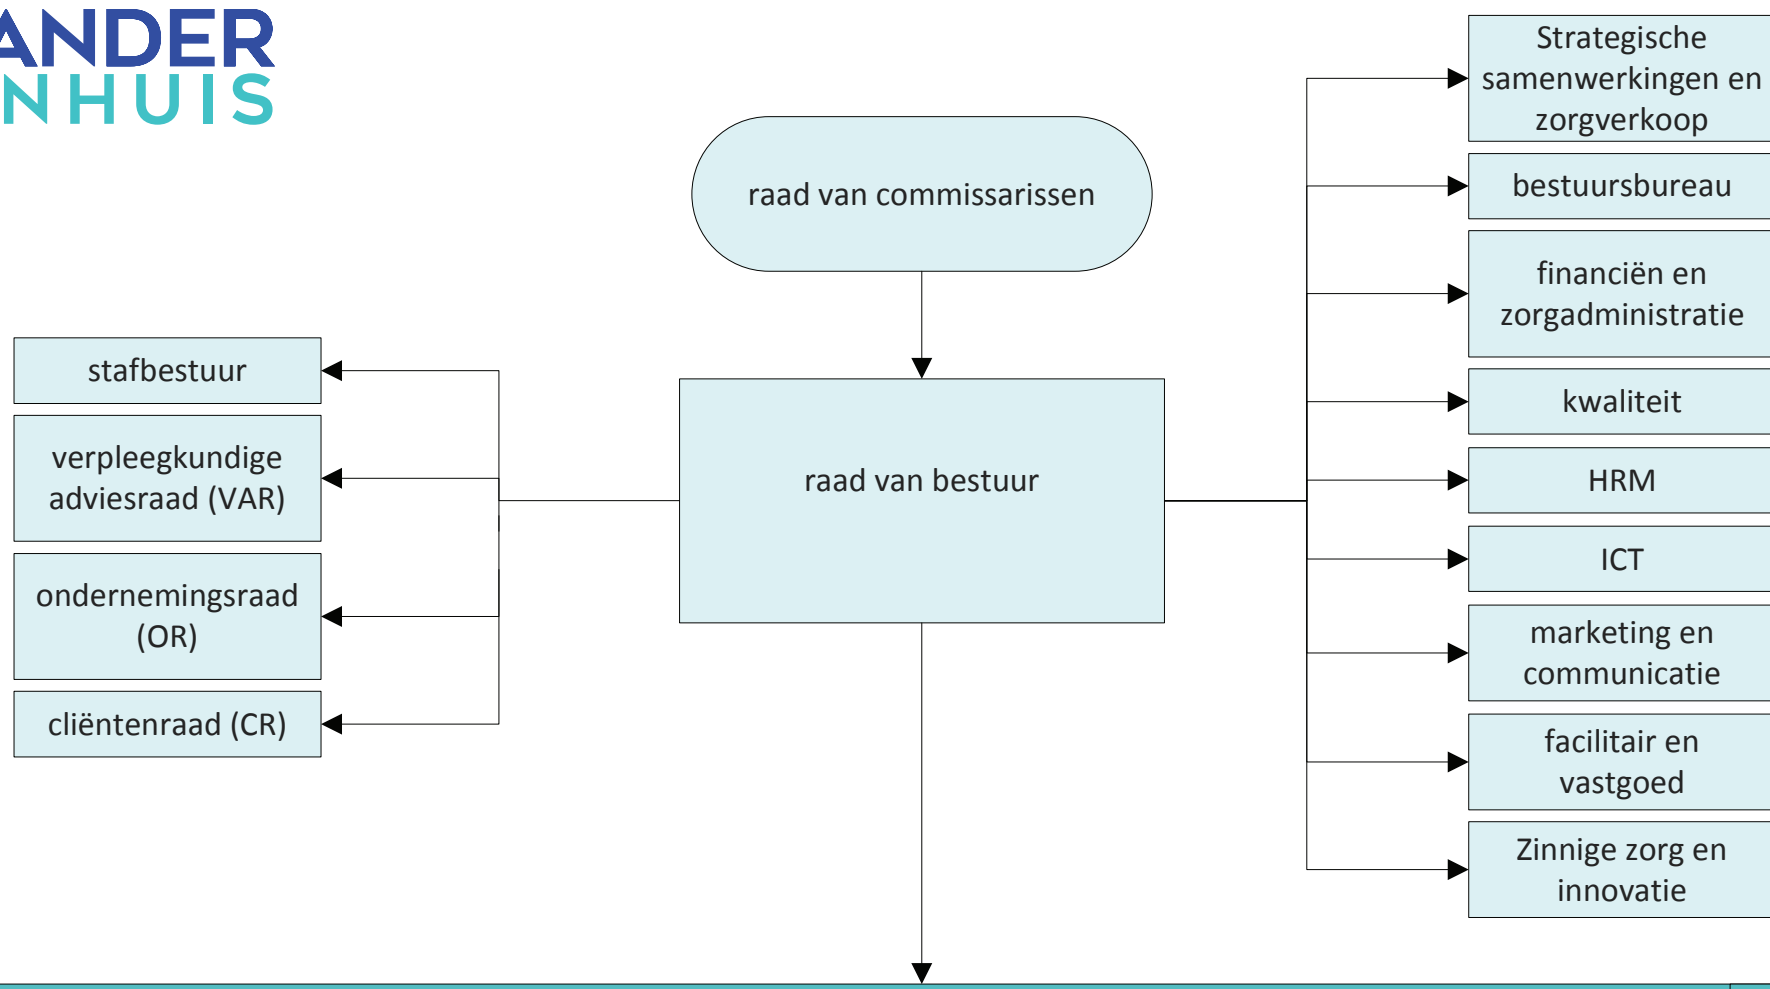 ANDER
NHUIS
raad van commissarissen
raad van bestuur
stafbestuur
verpleegkundige
adviesraad (VAR)
ondernemingsraad
(OR)
cliëntenraad (CR)
Strategische
samenwerkingen en
zorgverkoop
bestuursbureau
financiën en
zorgadministratie
kwaliteit
HRM
ICT
marketing en
communicatie
facilitair en
vastgoed
Zinnige zorg en
innovatie